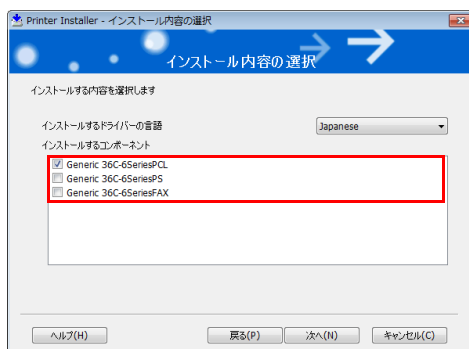 Printer Installer - インストール内容の選択
インストール内容の選択
インストールする内容を選択します
インストールするドライバーの言語
Japanese
インストールするコンポーネント
Generic 36C-6SeriesPCL
Generic 36C-6SeriesPS
Generic 36C-6SeriesFAX
ヘルプ(H)
戻る(P)
次へ(N)
キャンセル(C)